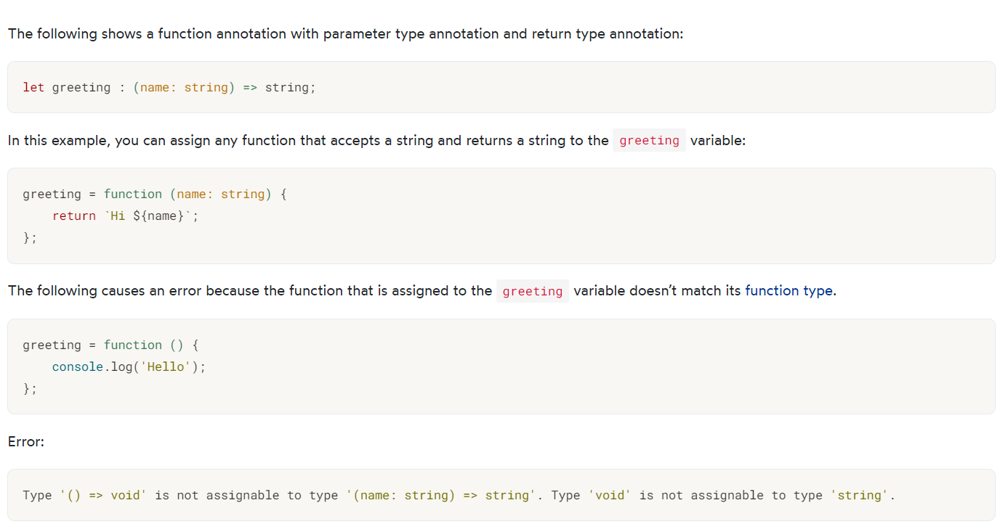 The following shows a function annotation with parameter type annotation and return type annotation:
let greeting : (name: string) => string;
In this example, you can assign any function that accepts a string and returns a string to the greeting variable:
greeting = function (name: string) {
    return `Hi ${name}`;
};
The following causes an error because the function that is assigned to the greeting variable doesn’t match its function type.
greeting = function () {
    console.log('Hello');
};
Error:
Type '() => void' is not assignable to type '(name: string) => string'. Type 'void' is not assignable to type 'string'.